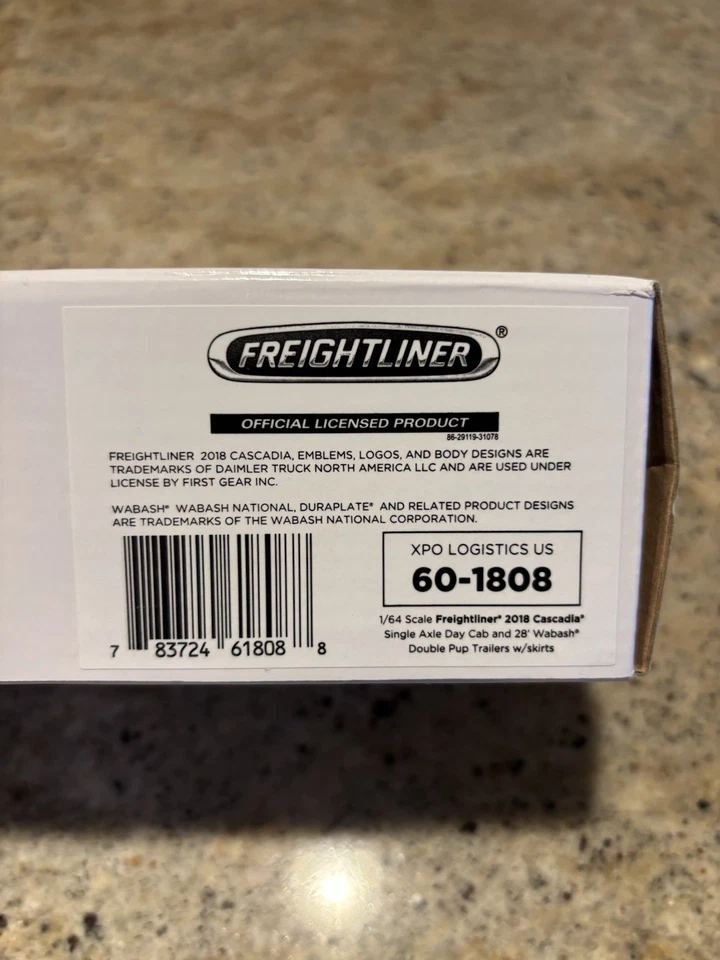 FREIGHTLINER®
OFFICIAL LICENSED PRODUCT
86-29119-31078
FREIGHTLINER 2018 CASCADIA, EMBLEMS, LOGOS, AND BODY DESIGNS ARE
TRADEMARKS OF DAIMLER TRUCK NORTH AMERICA LLC AND ARE USED UNDER
LICENSE BY FIRST GEAR INC.
WABASH® WABASH NATIONAL, DURAPLATE® AND RELATED PRODUCT DESIGNS
ARE TRADEMARKS OF THE WABASH NATIONAL CORPORATION.
7 83724 61808 8
XPO LOGISTICS US
60-1808
1/64 Scale Freightliner® 2018 Cascadia®
Single Axle Day Cab and 28' Wabash®
Double Pup Trailers w/skirts